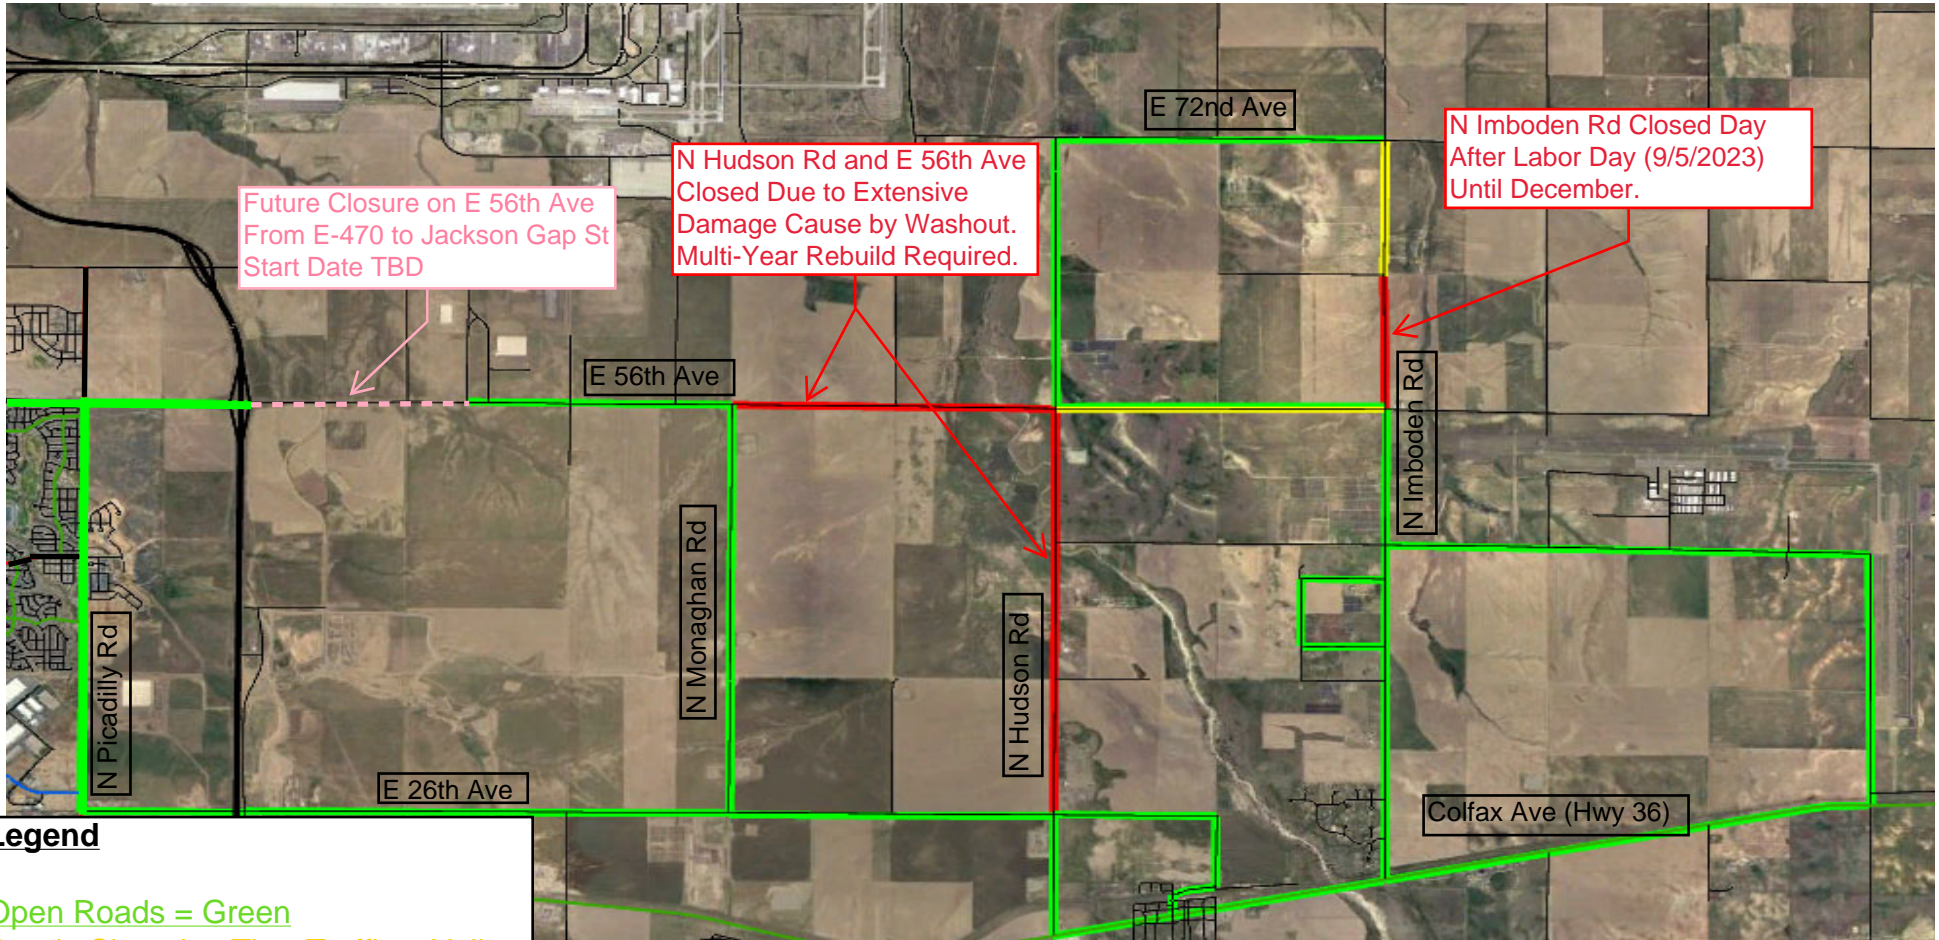 E 72nd Ave
N Imboden Rd Closed Day
After Labor Day (9/5/2023)
Until December.
N Hudson Rd and E 56th Ave
Closed Due to Extensive
Damage Cause by Washout.
Multi-Year Rebuild Required.
Future Closure on E 56th Ave
From E-470 to Jackson Gap St
Start Date TBD
E 56th Ave
N Imboden Rd
N Monaghan Rd
N Hudson Rd
N Picadilly Rd
E 26th Ave
Colfax Ave (Hwy 36)
Legend
Open Roads = Green